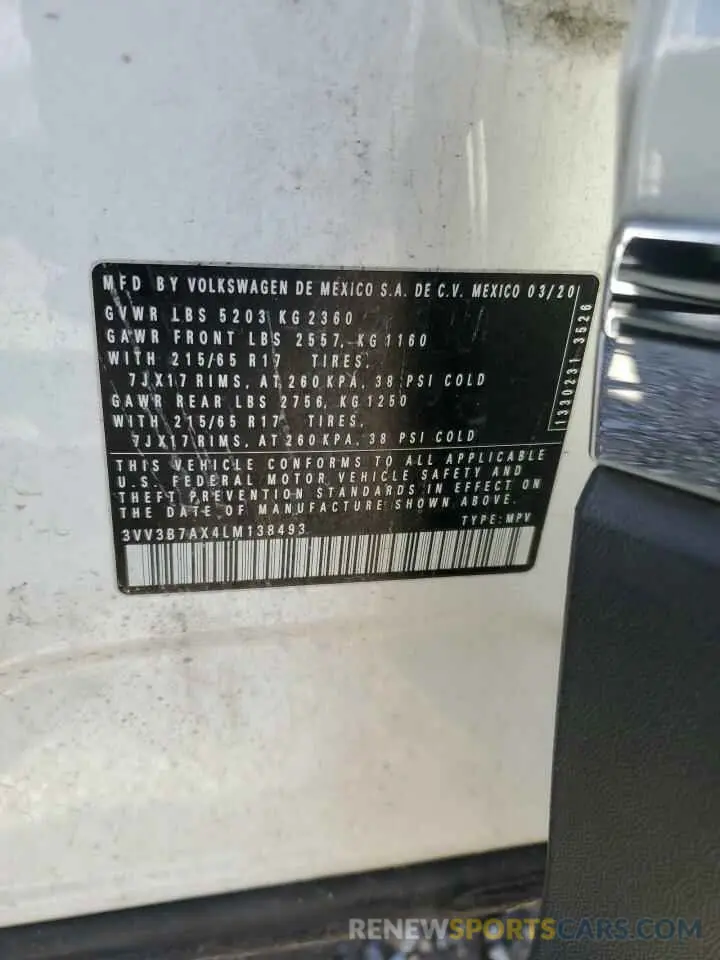 MFD BY VOLKSWAGEN DE MEXICO S.A. DE C.V. MEXICO 03/20
GVWR LBS 5203 KG 2360
GAWR FRONT LBS 2557, KG 1160
WITH 215/65 R17 TIRES,
7JX17 RIMS, AT 260 KPA, 38 PSI COLD
GAWR REAR LBS 2756, KG 1250
WITH 215/65 R17 TIRES,
7JX17 RIMS, AT 260 KPA, 38 PSI COLD
1330231 3526
THIS VEHICLE CONFORMS TO ALL APPLICABLE
U.S. FEDERAL MOTOR VEHICLE SAFETY AND
THEFT PREVENTION STANDARDS IN EFFECT ON
THE DATE OF MANUFACTURE SHOWN ABOVE.
3VV3B7AX4LM138493 TYPE: MPV
RENEWSPORTSCARS.COM